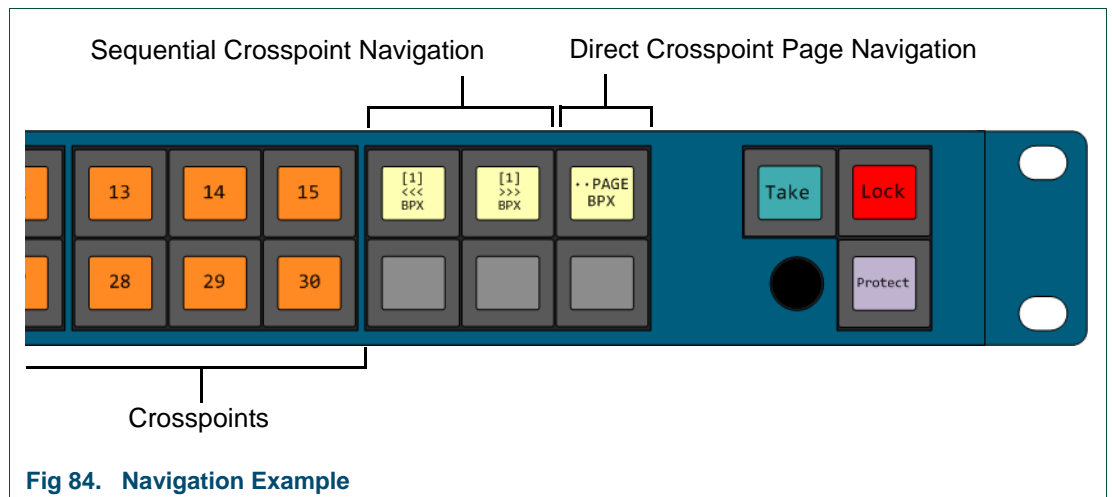 Sequential Crosspoint Navigation
Direct Crosspoint Page Navigation
13
14
15
[1]
<<<
BPX
[1]
>>>
BPX
··PAGE
BPX
Take
Lock
28
29
30
Protect
Crosspoints
Fig 84. Navigation Example